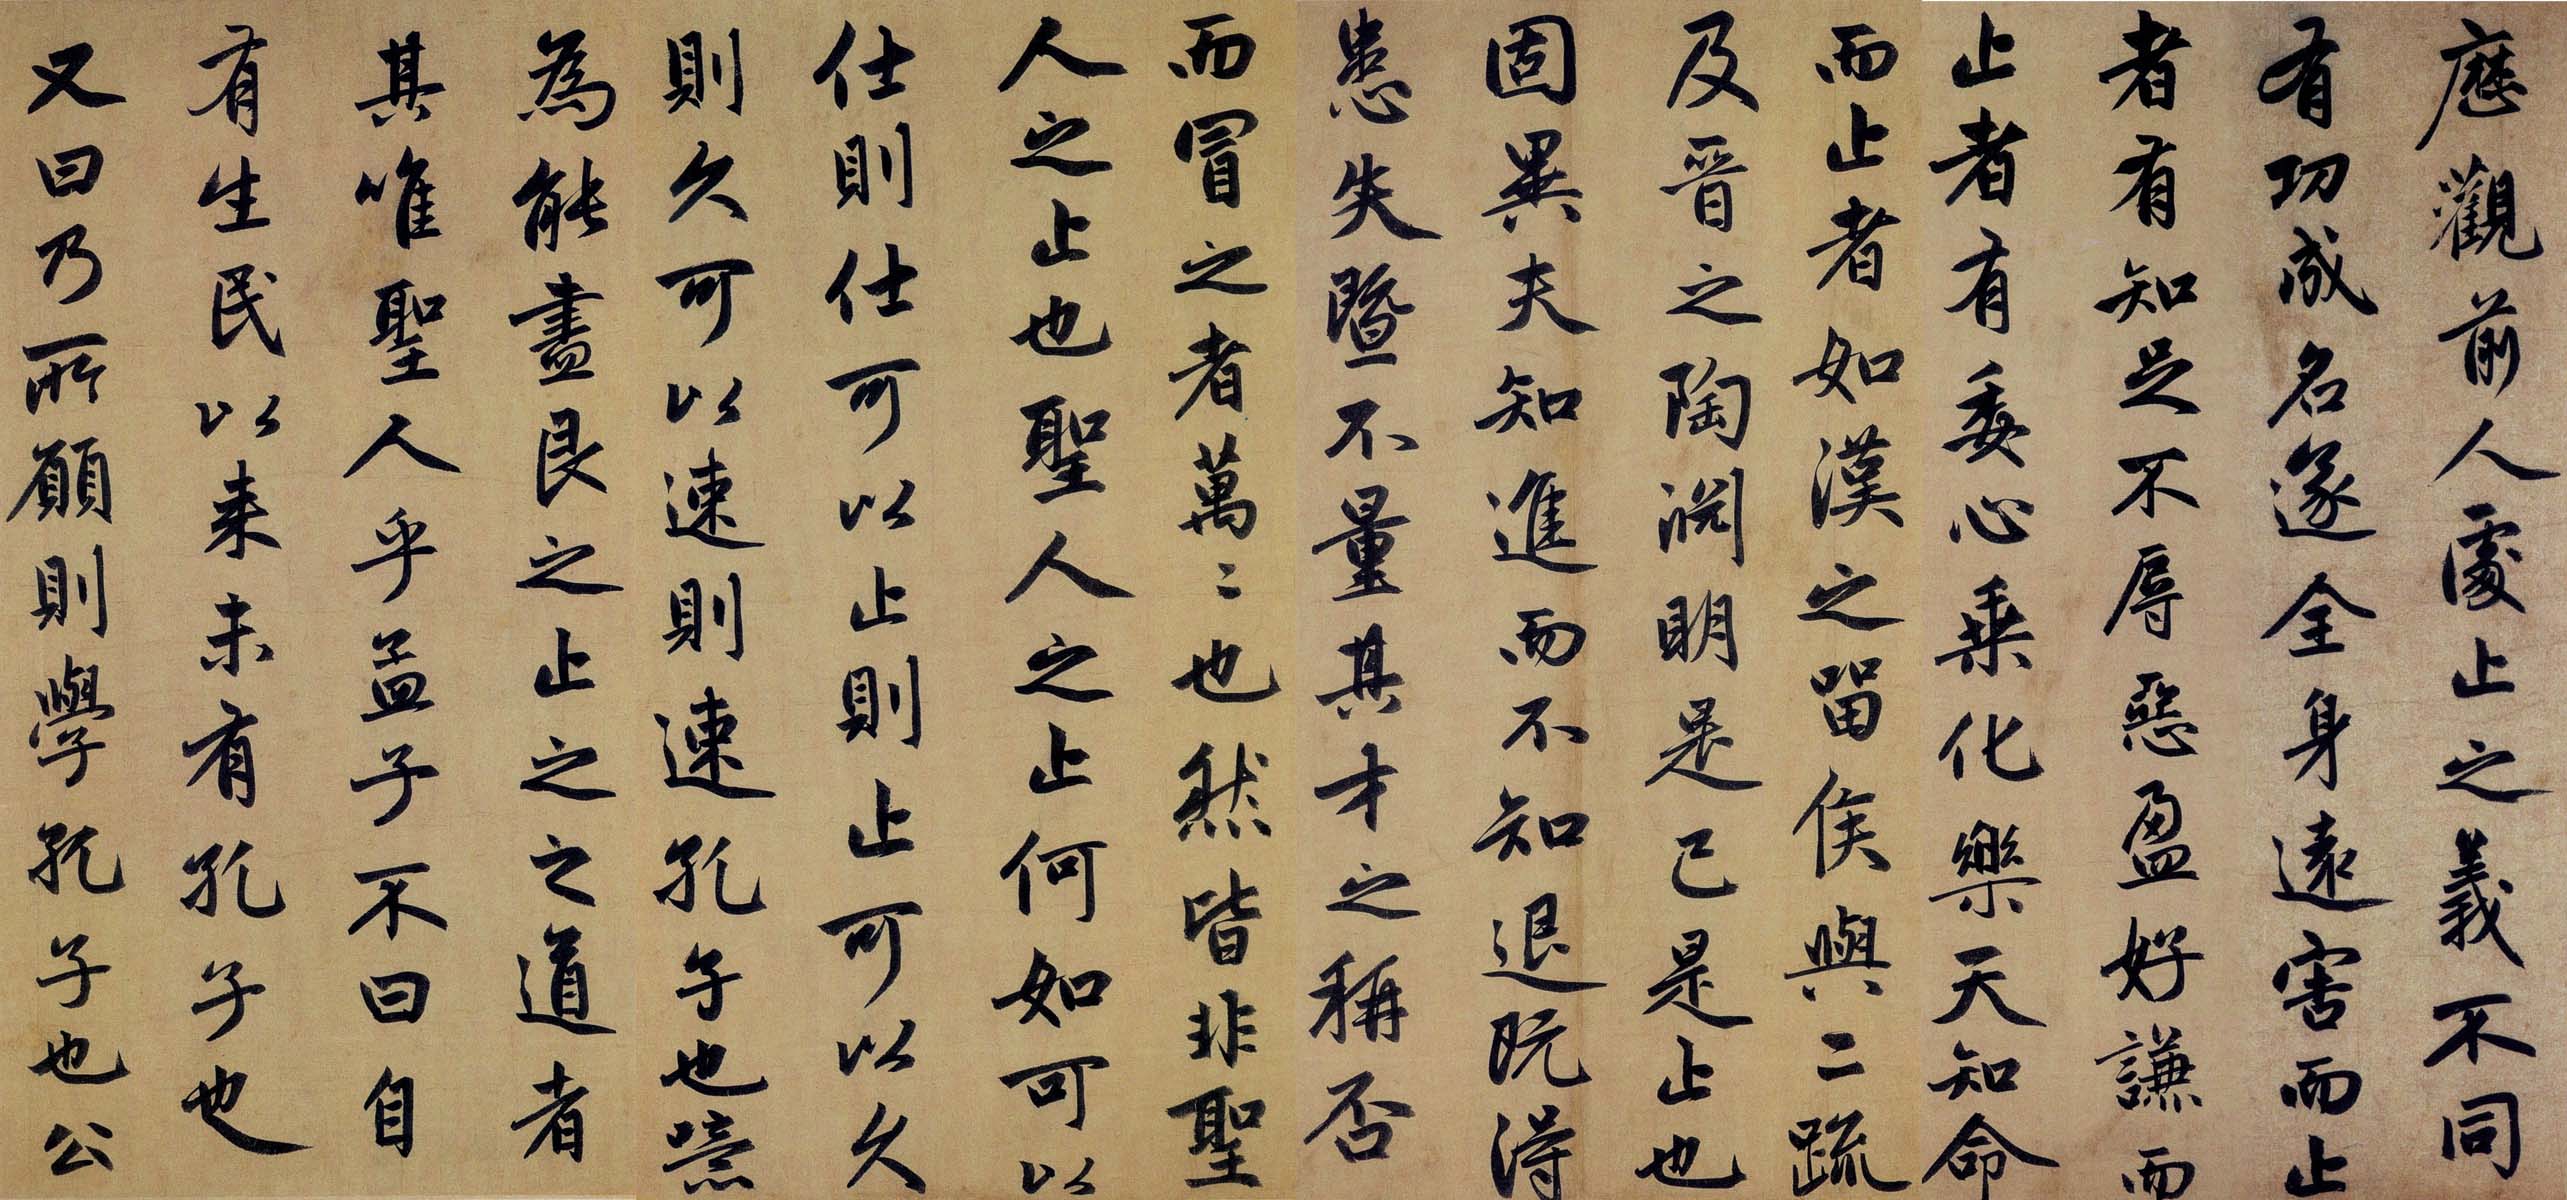 歷觀前人處止之義不同
有功成名遂全身遠害而止
者有知足不辱惡盈好謙而
止者有委心乘化樂天知命
而止者如漢之留侯與二疏
及晉之陶淵明是已是止也
固異夫知進而不知退既得
患失暨不量其才之稱否
而冒之者萬萬也然皆非聖
人之止也聖人之止何如可以
仕則仕可以止則止可以久
則久可以速則速孔子也噫
為能盡艮之止之之道者
其唯聖人乎孟子不曰自
有生民以來未有孔子也
又曰乃所願則學孔子也公